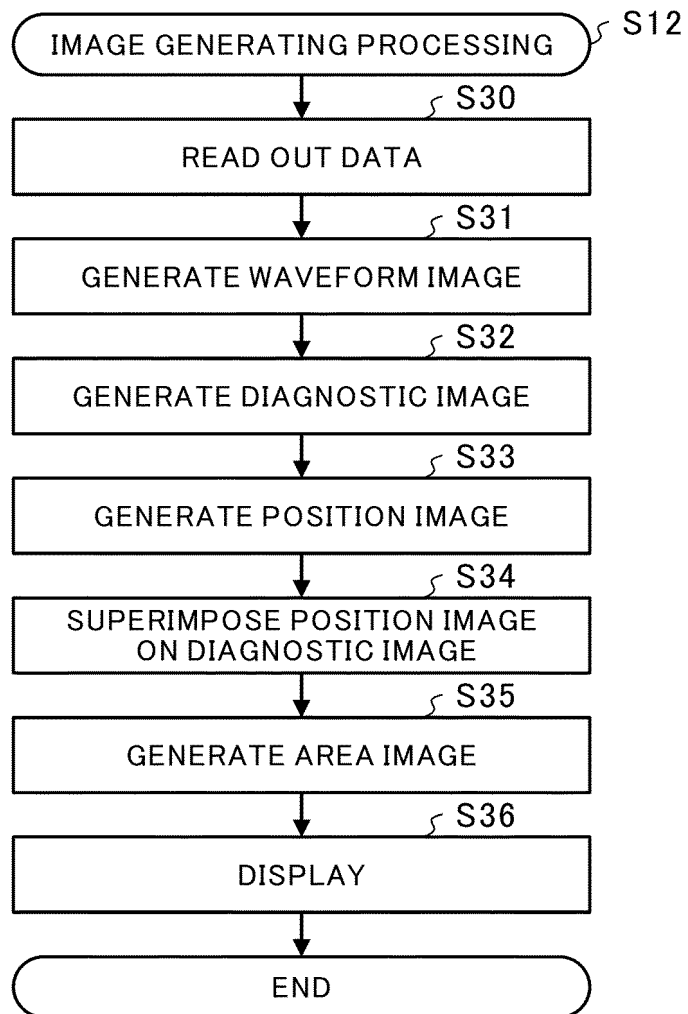 IMAGE GENERATING PROCESSING
S12
S30
READ OUT DATA
S31
GENERATE WAVEFORM IMAGE
S32
GENERATE DIAGNOSTIC IMAGE
S33
GENERATE POSITION IMAGE
S34
SUPERIMPOSE POSITION IMAGE
ON DIAGNOSTIC IMAGE
S35
GENERATE AREA IMAGE
S36
DISPLAY
END